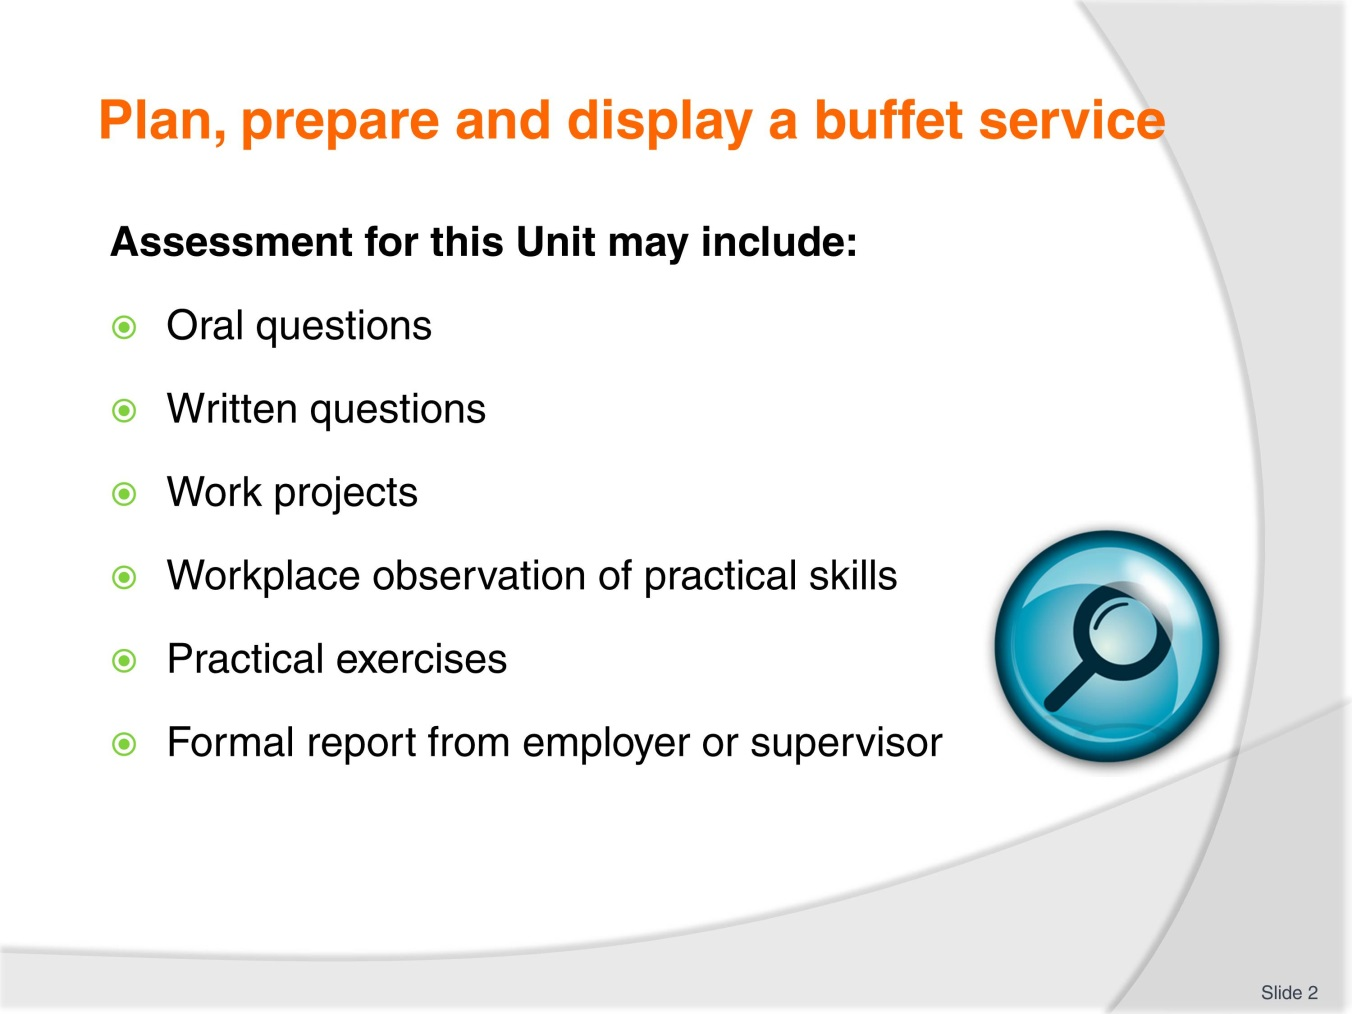 Plan, prepare and display a buffet service
Assessment for this Unit may include:
Oral questions
Written questions
Work projects
Workplace observation of practical skills
Practical exercises
Formal report from employer or supervisor
Slide 2